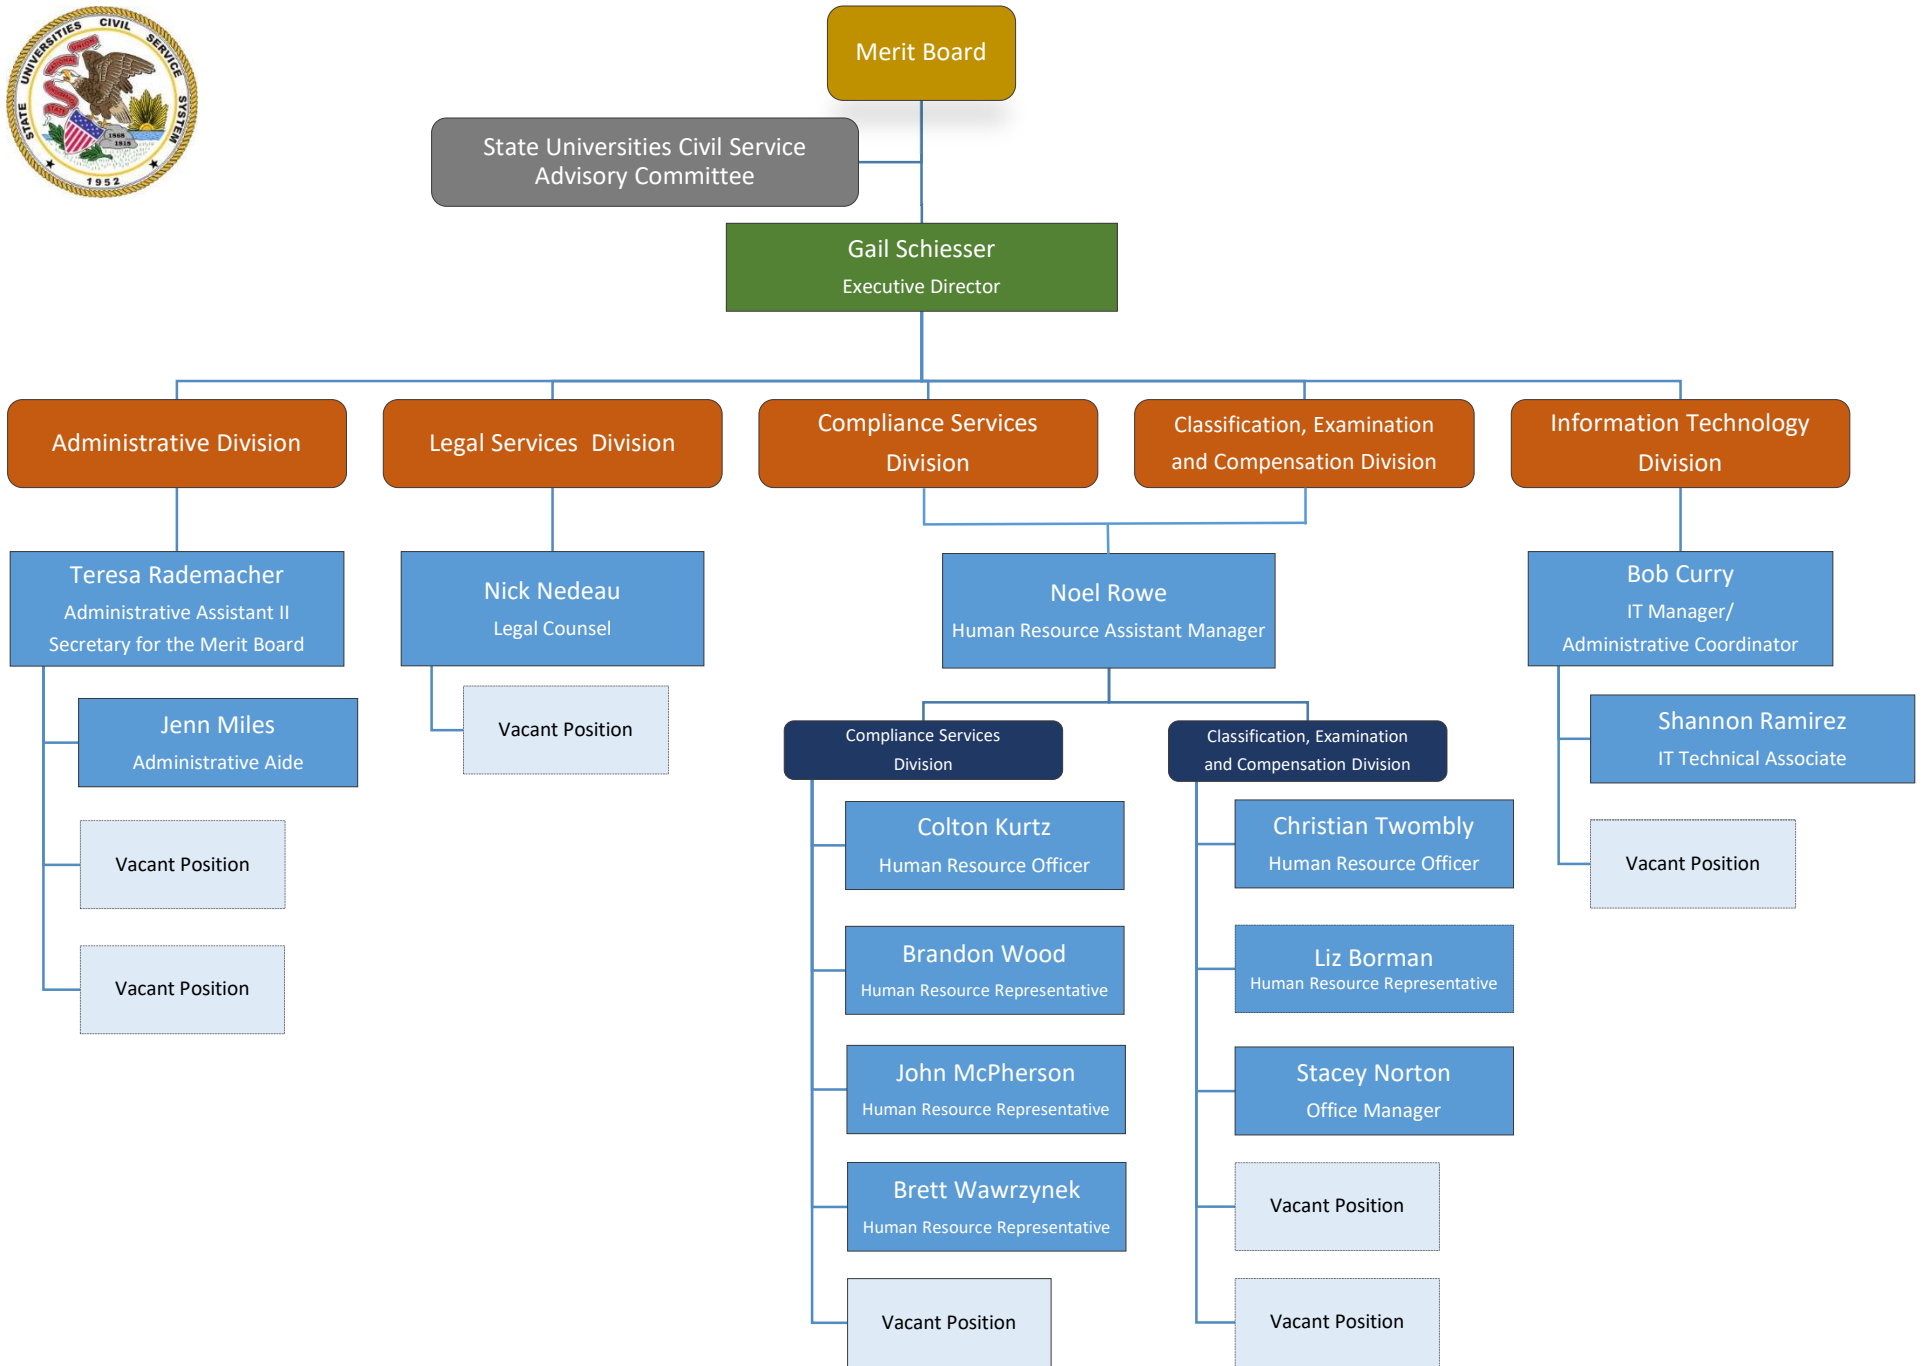 STATE UNIVERSITIES CIVIL SERVICE SYSTEM
STATE
NATIONAL UNION
1868
1818
1952
Merit Board
State Universities Civil Service
Advisory Committee
Gail Schiesser
Executive Director
Administrative Division
Legal Services  Division
Compliance Services
Division
Classification, Examination
and Compensation Division
Information Technology
Division
Teresa Rademacher
Administrative Assistant II
Secretary for the Merit Board
Jenn Miles
Administrative Aide
Vacant Position
Vacant Position
Nick Nedeau
Legal Counsel
Vacant Position
Noel Rowe
Human Resource Assistant Manager
Compliance Services
Division
Colton Kurtz
Human Resource Officer
Brandon Wood
Human Resource Representative
John McPherson
Human Resource Representative
Brett Wawrzynek
Human Resource Representative
Vacant Position
Classification, Examination
and Compensation Division
Christian Twombly
Human Resource Officer
Liz Borman
Human Resource Representative
Stacey Norton
Office Manager
Vacant Position
Vacant Position
Bob Curry
IT Manager/
Administrative Coordinator
Shannon Ramirez
IT Technical Associate
Vacant Position